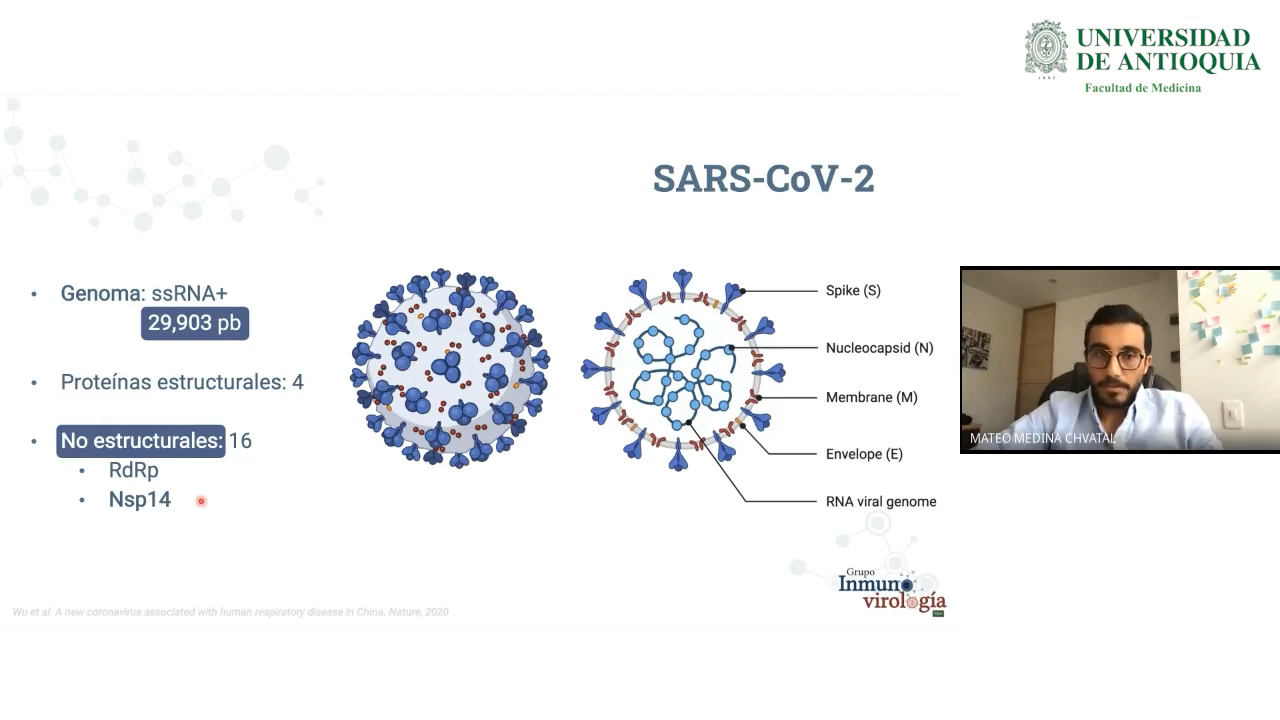 UNIVERSIDAD
DE ANTIOQUIA
1803
Facultad de Medicina
SARS-CoV-2
• Genoma: ssRNA+
29,903 pb
• Proteínas estructurales: 4
• No estructurales: 16
• RdRp
• Nsp14
Spike (S)
Nucleocapsid (N)
Membrane (M)
Envelope (E)
RNA viral genome
MATEO MEDINA CHVATAL
Grupo
Inmuno
virología
Wu et al. A new coronavirus associated with human respiratory disease in China. Nature, 2020